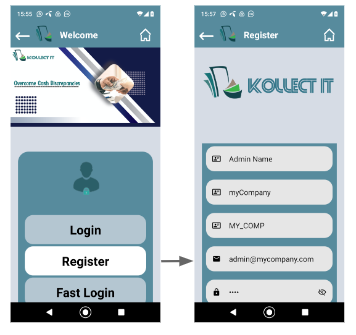 15:55
Welcome
KOLLECT IT
Overcome Cash Discrepancies
Login
Register
Fast Login
15:57
Register
KOLLECT IT
Admin Name
myCompany
MY_COMP
admin@mycompany.com
••••